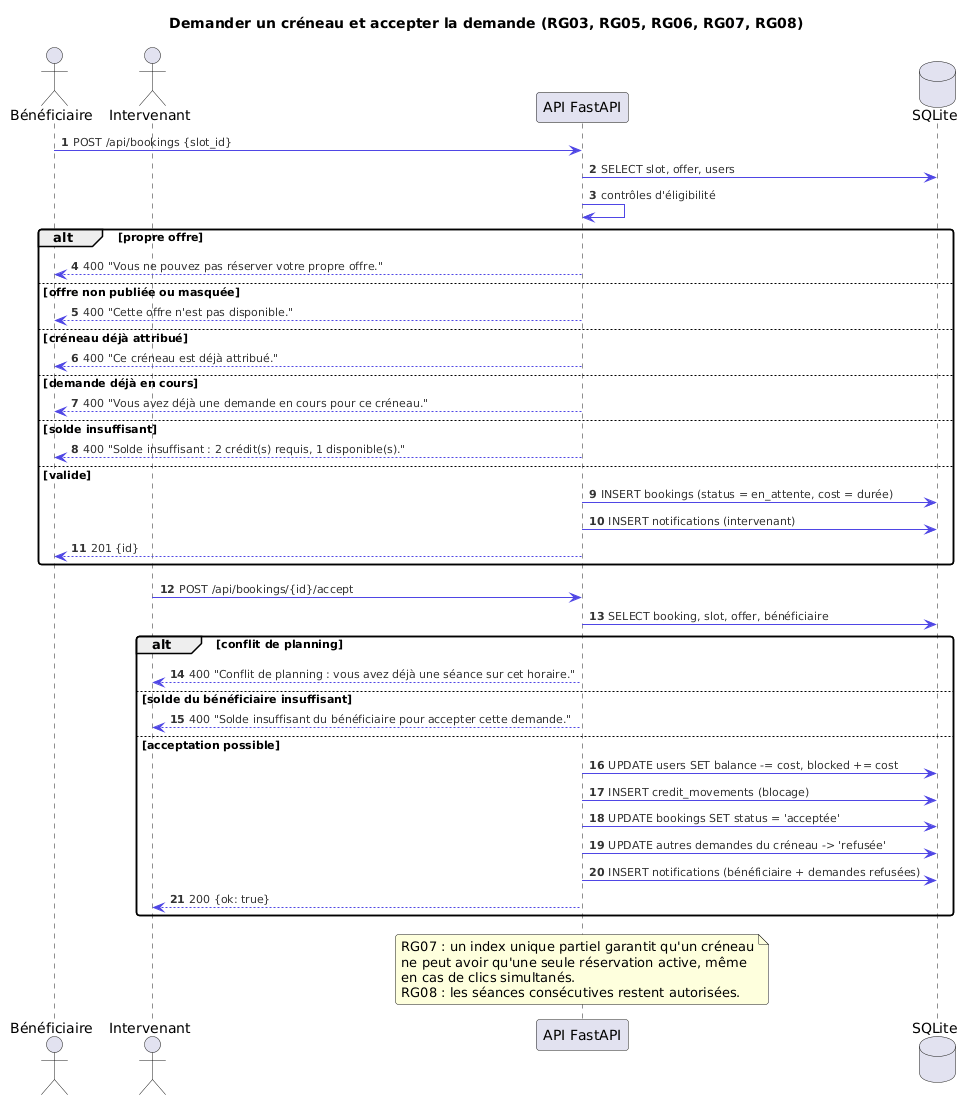 Demander un créneau et accepter la demande (RG03, RG05, RG06, RG07, RG08)
Bénéficiaire
Intervenant
API FastAPI
SQLite
1 POST /api/bookings {slot_id}
2 SELECT slot, offer, users
3 contrôles d'éligibilité
alt [propre offre]
4 400 "Vous ne pouvez pas réserver votre propre offre."
[offre non publiée ou masquée]
5 400 "Cette offre n'est pas disponible."
[créneau déjà attribué]
6 400 "Ce créneau est déjà attribué."
[demande déjà en cours]
7 400 "Vous avez déjà une demande en cours pour ce créneau."
[solde insuffisant]
8 400 "Solde insuffisant : 2 crédit(s) requis, 1 disponible(s)."
[valide]
9 INSERT bookings (status = en_attente, cost = durée)
10 INSERT notifications (intervenant)
11 201 {id}
12 POST /api/bookings/{id}/accept
13 SELECT booking, slot, offer, bénéficiaire
alt [conflit de planning]
14 400 "Conflit de planning : vous avez déjà une séance sur cet horaire."
[solde du bénéficiaire insuffisant]
15 400 "Solde insuffisant du bénéficiaire pour accepter cette demande."
[acceptation possible]
16 UPDATE users SET balance -= cost, blocked += cost
17 INSERT credit_movements (blocage)
18 UPDATE bookings SET status = 'acceptée'
19 UPDATE autres demandes du créneau -> 'refusée'
20 INSERT notifications (bénéficiaire + demandes refusées)
21 200 {ok: true}
RG07 : un index unique partiel garantit qu'un créneau
ne peut avoir qu'une seule réservation active, même
en cas de clics simultanés.
RG08 : les séances consécutives restent autorisées.
Bénéficiaire
Intervenant
API FastAPI
SQLite